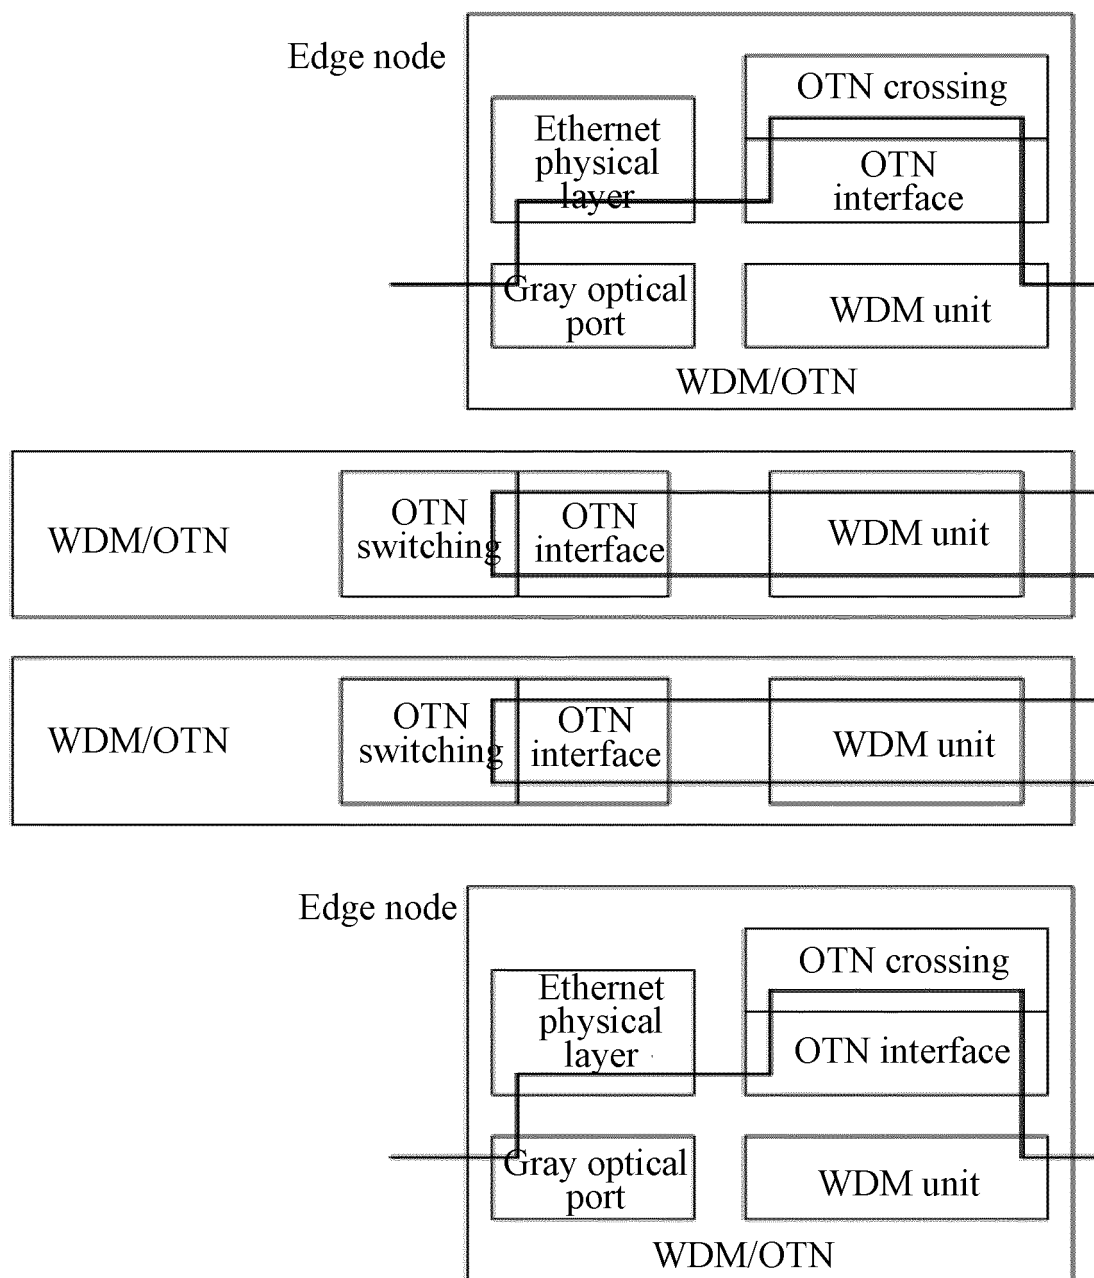 Edge node
OTN crossing
Ethernet
physical
layer
OTN
interface
Gray optical
port
WDM unit
WDM/OTN
WDM/OTN
OTN
switching
OTN
interface
WDM unit
WDM/OTN
OTN
switching
OTN
interface
WDM unit
Edge node
OTN crossing
Ethernet
physical
layer
OTN interface
Gray optical
port
WDM unit
WDM/OTN